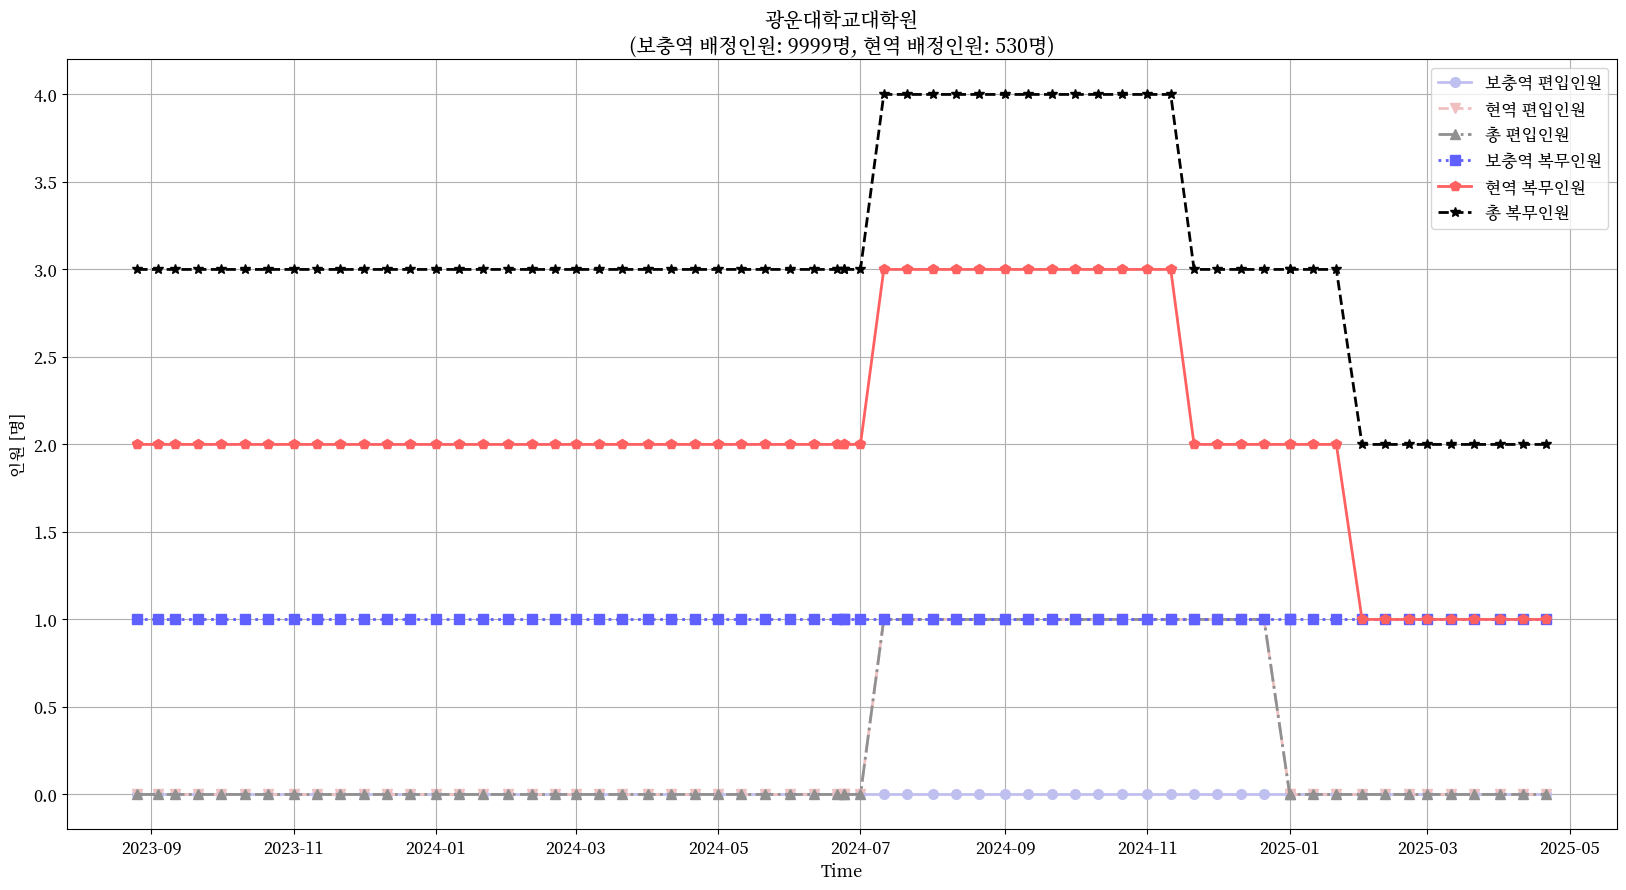 광운대학교대학원
(보충역 배정인원: 9999명, 현역 배정인원: 530명)
보충역 편입인원
현역 편입인원
총 편입인원
보충역 복무인원
현역 복무인원
총 복무인원
4.0
3.5
3.0
2.5
2.0
1.5
1.0
0.5
0.0
인원 [명]
2023-09
2023-11
2024-01
2024-03
2024-05
2024-07
2024-09
2024-11
2025-01
2025-03
2025-05
Time